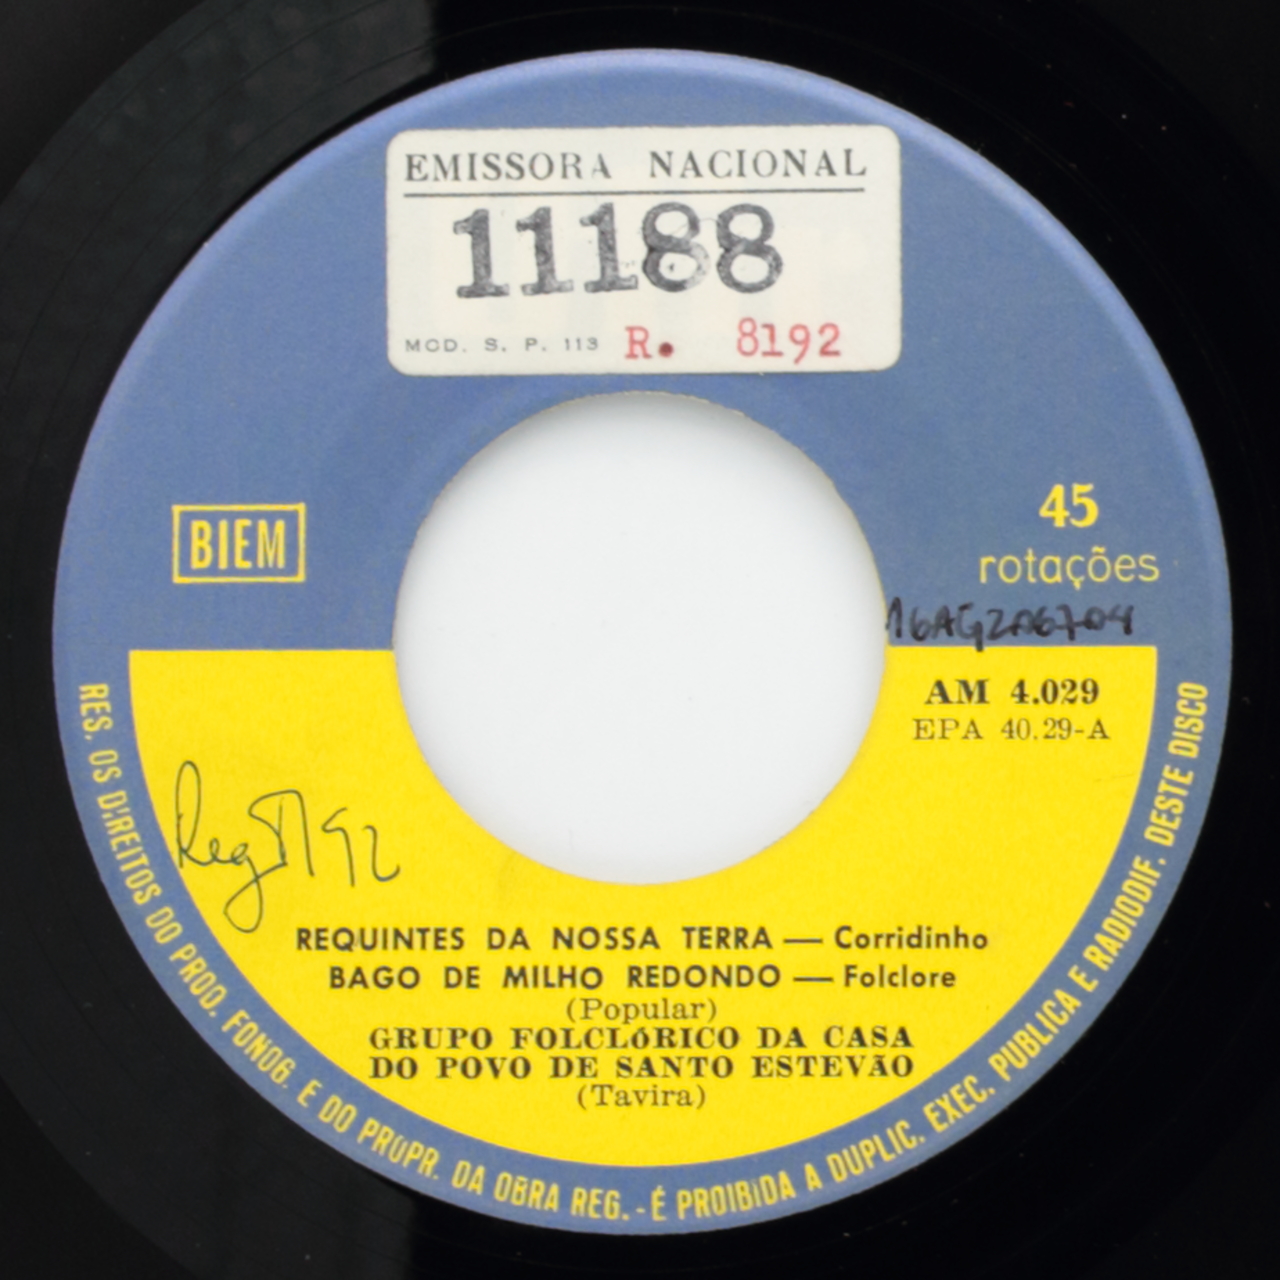 EMISSORA NACIONAL
11188
MOD. S. P. 113 R. 8192
BIEM
45
rotações
AM 4.029
EPA 40.29-A
REQUINTES DA NOSSA TERRA — Corridinho
BAGO DE MILHO REDONDO — Folclore
(Popular)
GRUPO FOLCLÓRICO DA CASA
DO POVO DE SANTO ESTEVÃO
(Tavira)
RES. OS DIREITOS DO PROD. FONOG. E DO PRÓPR. DA OBRA REG. - É PROIBIDA A DUPLIC. EXEC. PUBLICA E RADIODIF. DESTE DISCO